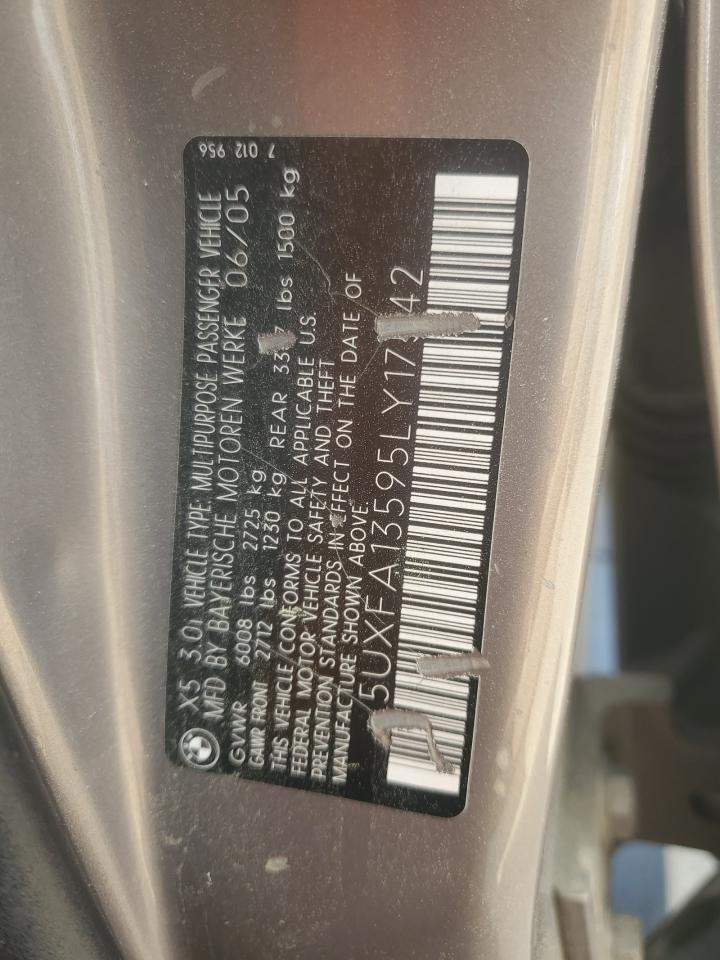 X5 3.0i VEHICLE TYPE: MULTIPURPOSE PASSENGER VEHICLE
7 012 956
MFD BY BAYERISCHE MOTOREN WERKE 06/05
GVWR 6008 lbs 2725 kg
GAWR FRONT 2712 lbs 1230 kg REAR lbs 1500 kg
THIS VEHICLE CONFORMS TO ALL APPLICABLE U.S.
FEDERAL MOTOR VEHICLE SAFETY AND THEFT
PREVENTION STANDARDS IN EFFECT ON THE DATE OF
MANUFACTURE SHOWN ABOVE.